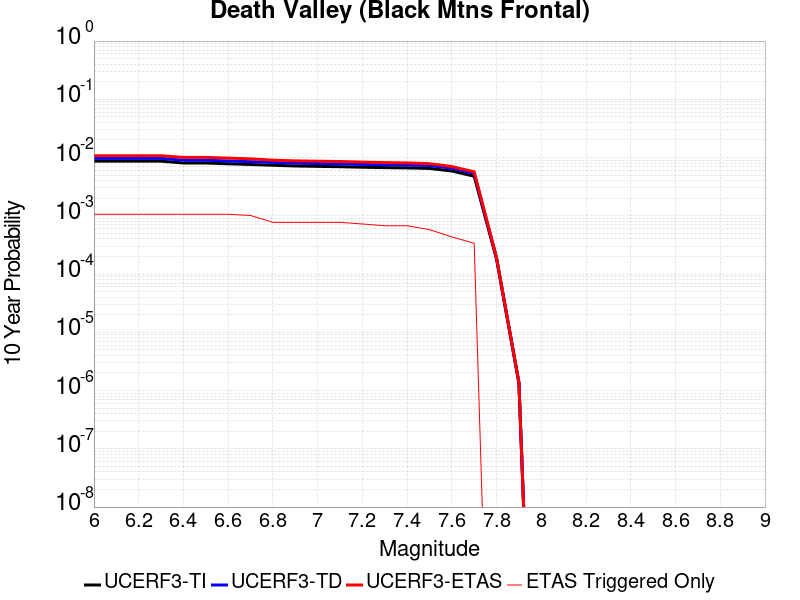 Death Valley (Black Mtns Frontal)
10^0
10^-1
10^-2
10^-3
10^-4
10^-5
10^-6
10^-7
10^-8
10 Year Probability
6 6.2 6.4 6.6 6.8 7 7.2 7.4 7.6 7.8 8 8.2 8.4 8.6 8.8 9
Magnitude
UCERF3-TI UCERF3-TD UCERF3-ETAS ETAS Triggered Only